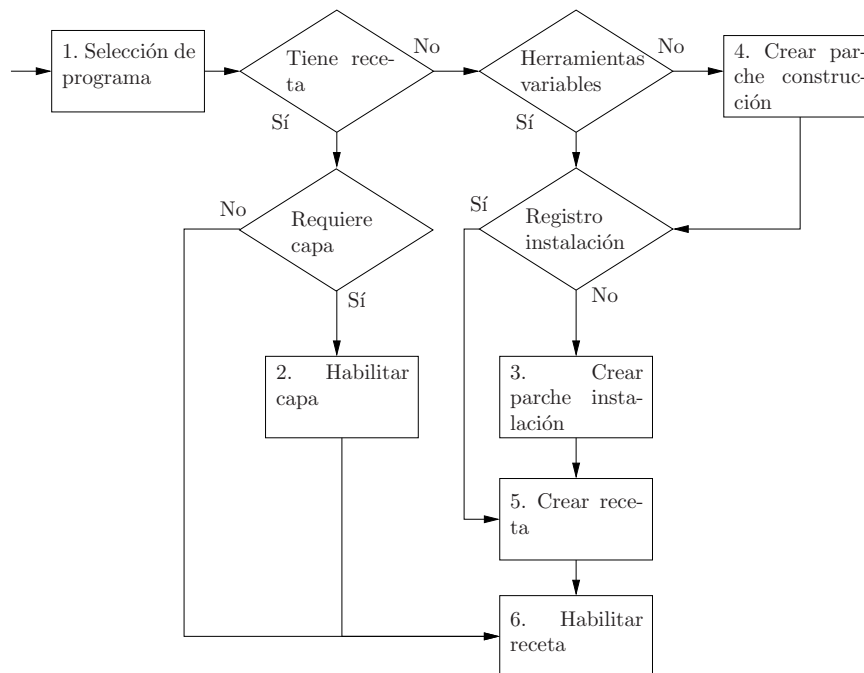 1. Selección de
programa
Tiene rece-
ta
No
Herramientas
variables
No
4. Crear par-
che construc-
ción
Sí
Sí
No
Requiere
capa
Sí
Registro
instalación
Sí
No
2. Habilitar
capa
3. Crear
parche insta-
lación
5. Crear rece-
ta
6. Habilitar
receta